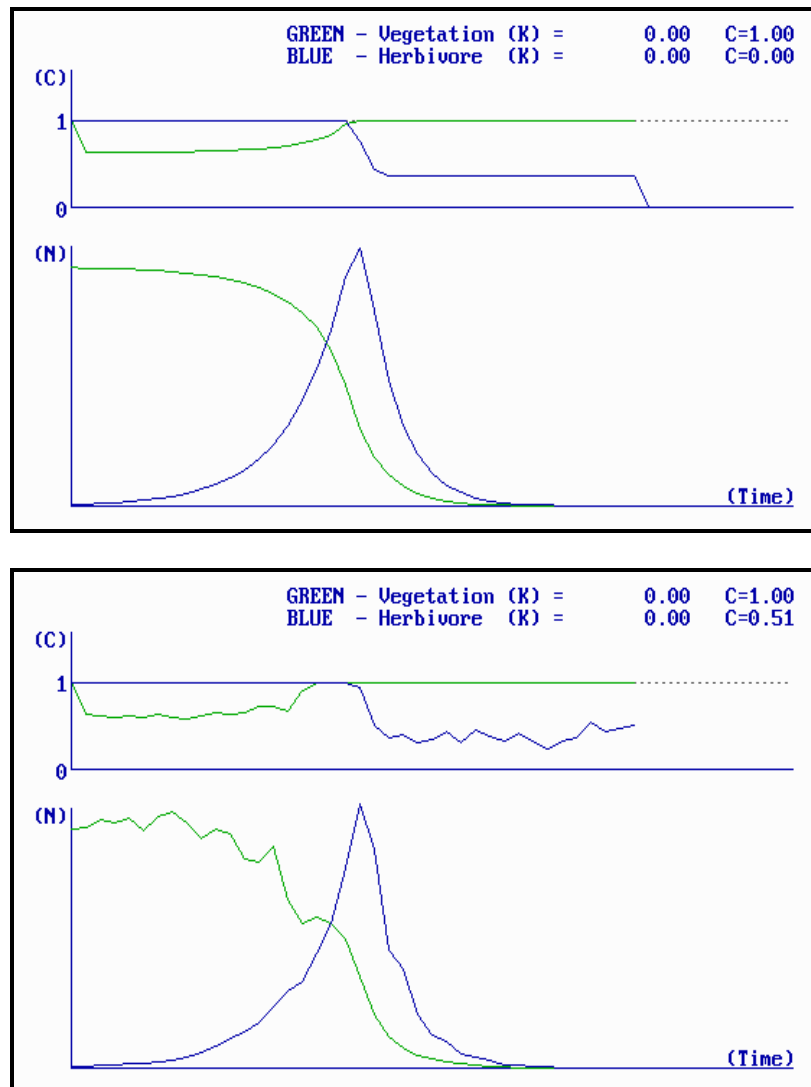 GREEN - Vegetation (K) = 0.00 C=1.00
BLUE - Herbivore (K) = 0.00 C=0.00
(C)
1
0
(N)
(Time)
GREEN - Vegetation (K) = 0.00 C=1.00
BLUE - Herbivore (K) = 0.00 C=0.51
(C)
1
0
(N)
(Time)